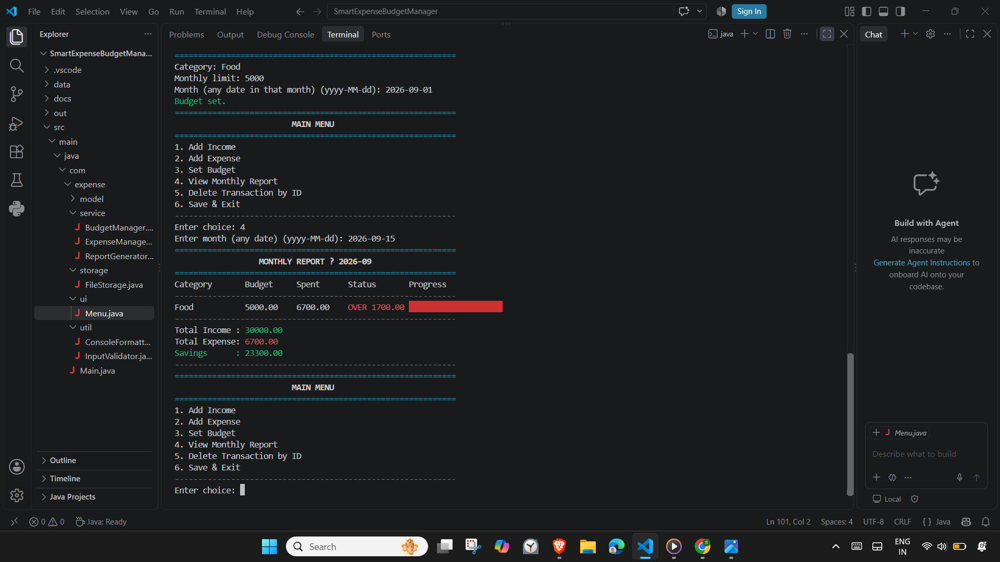 File Edit Selection View Go Run Terminal Help
SmartExpenseBudgetManager
Sign In
Explorer
SmartExpenseBudgetMana...
.vscode
data
docs
out
src
main
java
com
expense
model
service
BudgetManager....
ExpenseManage...
ReportGenerator...
storage
FileStorage.java
ui
Menu.java
util
ConsoleFormatt...
InputValidator.ja...
Main.java
Outline
Timeline
Java Projects
Problems Output Debug Console Terminal Ports
java
============================================================
Category: Food
Monthly limit: 5000
Month (any date in that month) (yyyy-MM-dd): 2026-09-01
Budget set.
============================================================
MAIN MENU
============================================================
1. Add Income
2. Add Expense
3. Set Budget
4. View Monthly Report
5. Delete Transaction by ID
6. Save & Exit
------------------------------------------------------------
Enter choice: 4
Enter month (any date) (yyyy-MM-dd): 2026-09-15
============================================================
MONTHLY REPORT ? 2026-09
============================================================
Category Budget Spent Status Progress
------------------------------------------------------------
Food 5000.00 6700.00 OVER 1700.00
------------------------------------------------------------
Total Income : 30000.00
Total Expense: 6700.00
Savings : 23300.00
------------------------------------------------------------
============================================================
MAIN MENU
============================================================
1. Add Income
2. Add Expense
3. Set Budget
4. View Monthly Report
5. Delete Transaction by ID
6. Save & Exit
------------------------------------------------------------
Enter choice:
Chat
Build with Agent
AI responses may be
inaccurate
Generate Agent Instructions to
onboard AI onto your
codebase.
Menu.java
Describe what to build
Local
0 0 Java: Ready
Ln 101, Col 2 Spaces: 4 UTF-8 CRLF {} Java
Search
ENG
IN